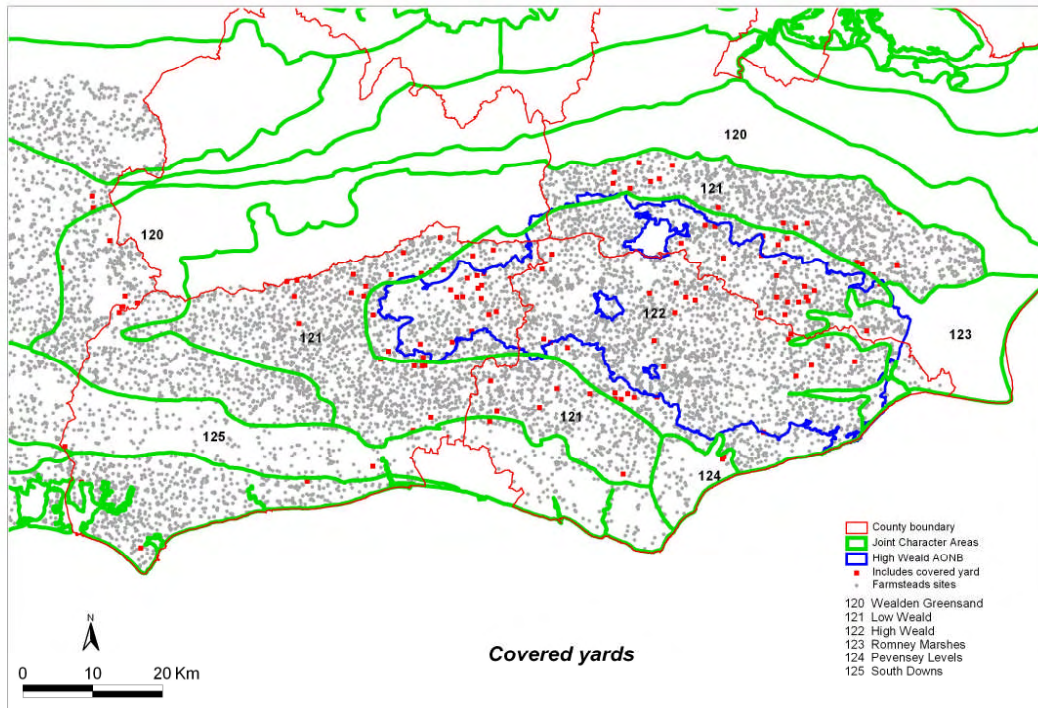 120
121
120
122
123
121
121
125
124
County boundary
Joint Character Areas
High Weald AONB
Includes covered yard
Farmsteads sites
120 Wealden Greensand
121 Low Weald
122 High Weald
123 Romney Marshes
124 Pevensey Levels
125 South Downs
N
Covered yards
0 10 20 Km